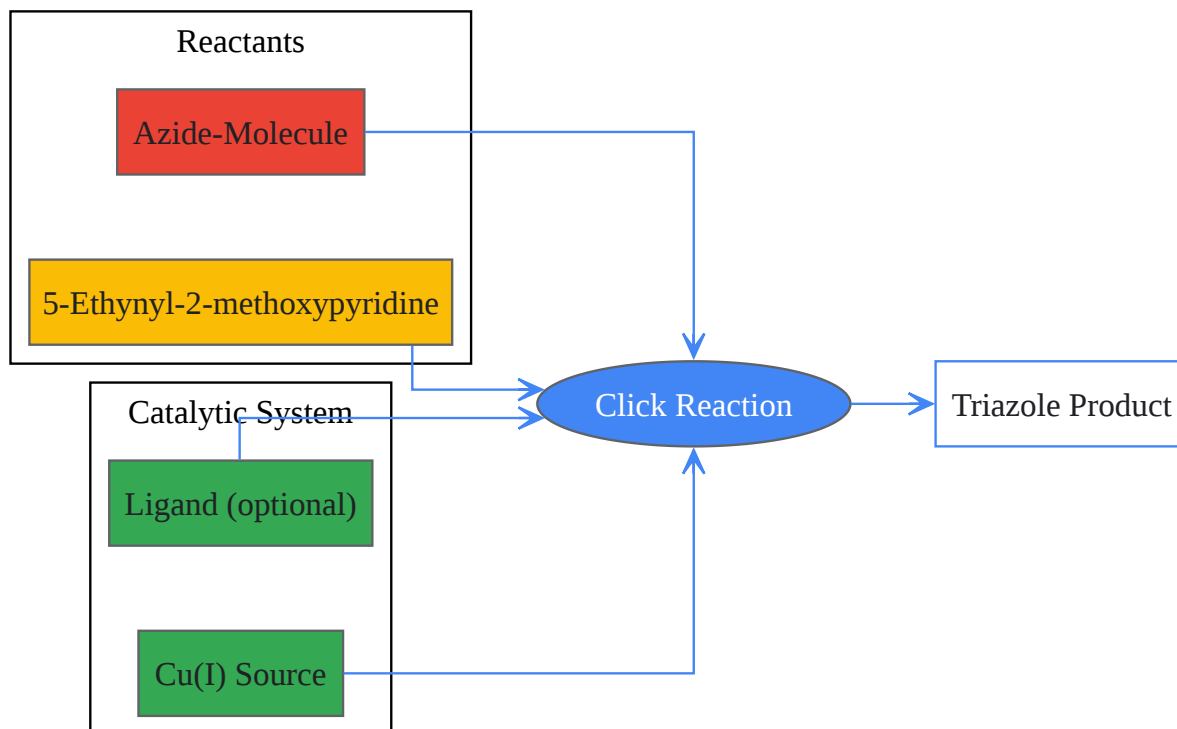 Reactants
Azide-Molecule
5-Ethynyl-2-methoxypyridine
Catalytic System
Ligand (optional)
Cu(I) Source
Click Reaction
Triazole Product